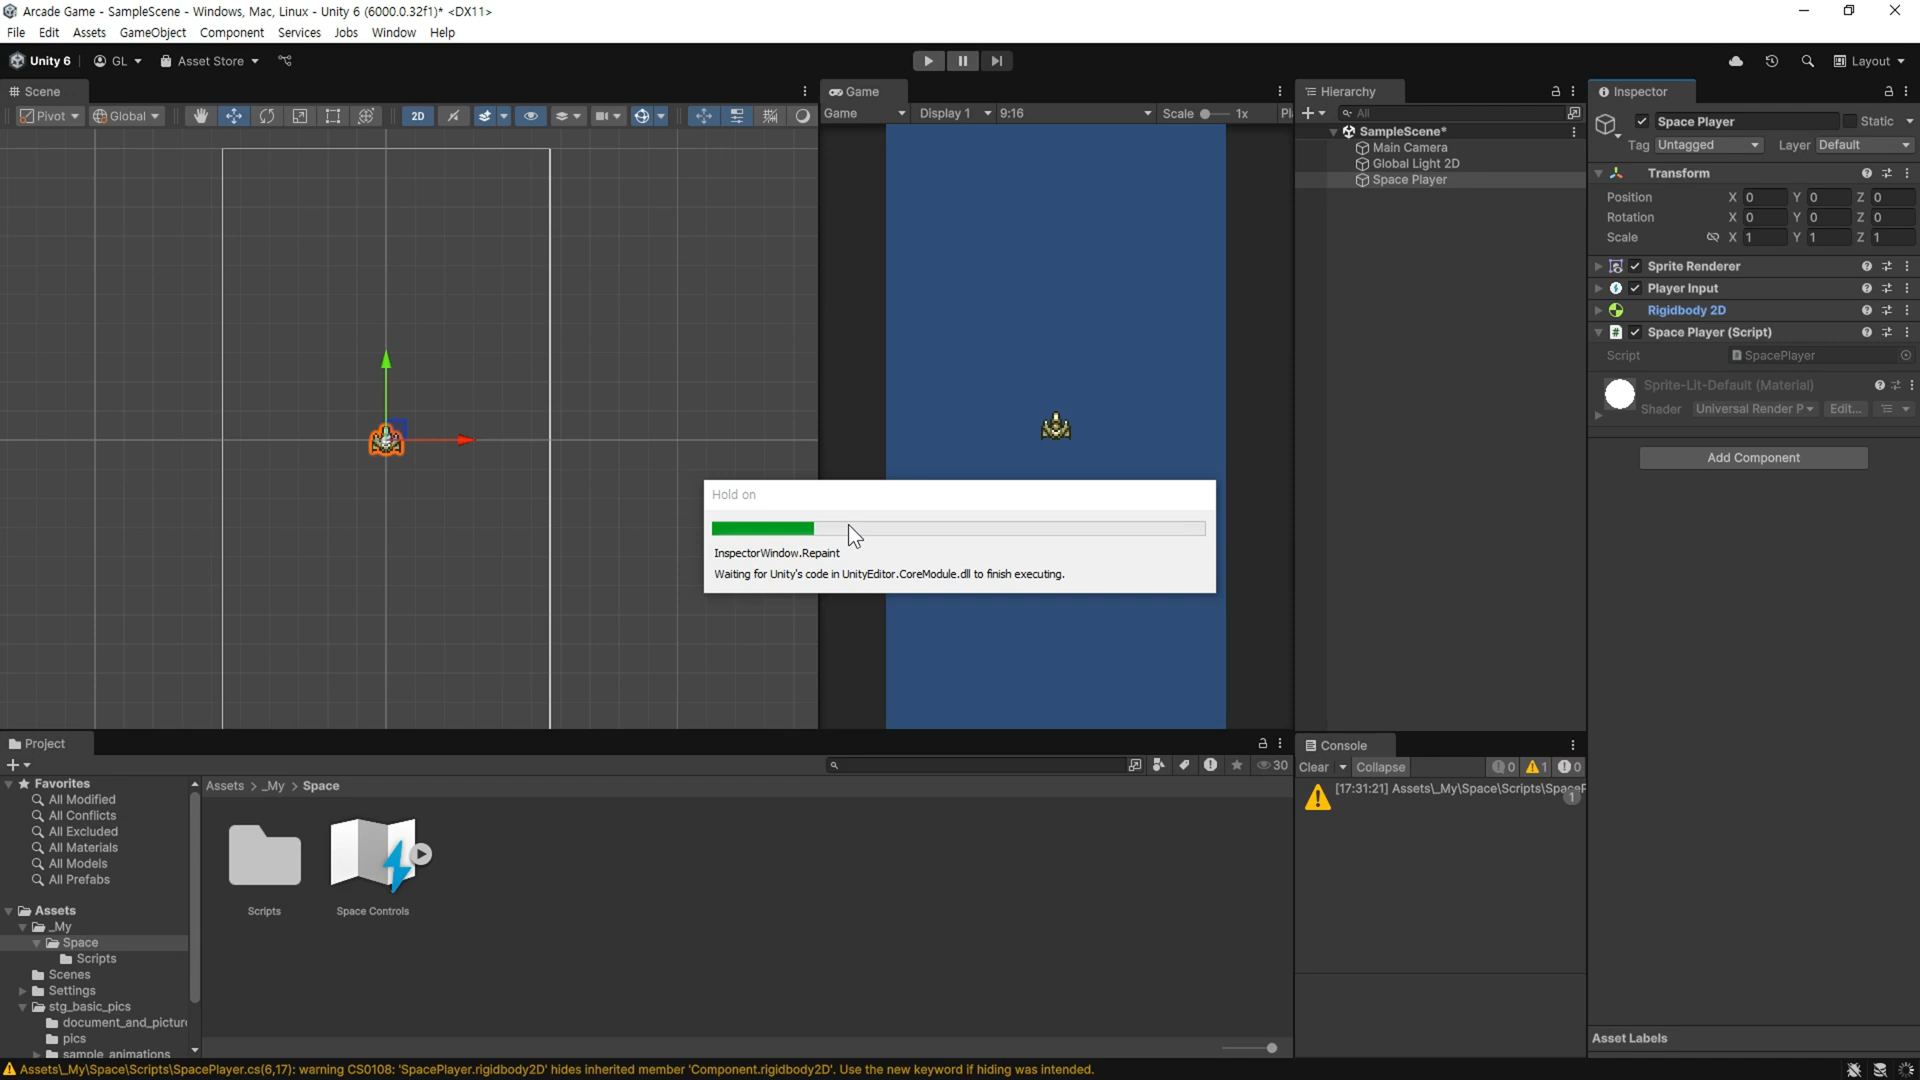 Arcade Game - SampleScene - Windows, Mac, Linux - Unity 6 (6000.0.32f1)* <DX11>
File Edit Assets GameObject Component Services Jobs Window Help
Unity 6 GL Asset Store Layout
Scene
Pivot Global 2D
Game
Game Display 1 9:16 Scale 1x Pl
Hierarchy
All
SampleScene*
Main Camera
Global Light 2D
Space Player
Inspector
Space Player Static
Tag Untagged Layer Default
Transform
Position X 0 Y 0 Z 0
Rotation X 0 Y 0 Z 0
Scale X 1 Y 1 Z 1
Sprite Renderer
Player Input
Rigidbody 2D
Space Player (Script)
Script SpacePlayer
Sprite-Lit-Default (Material)
Shader Universal Render P Edit...
Add Component
Hold on
InspectorWindow.Repaint
Waiting for Unity's code in UnityEditor.CoreModule.dll to finish executing.
Project
30
Favorites
All Modified
All Conflicts
All Excluded
All Materials
All Models
All Prefabs
Assets
_My
Space
Scripts
Scenes
Settings
stg_basic_pics
document_and_pictur
pics
sample animations
Assets > _My > Space
Scripts
Space Controls
Console
Clear Collapse 0 1 0
[17:31:21] Assets\_My\Space\Scripts\SpaceP
1
Asset Labels
Assets\_My\Space\Scripts\SpacePlayer.cs(6,17): warning CS0108: 'SpacePlayer.rigidbody2D' hides inherited member 'Component.rigidbody2D'. Use the new keyword if hiding was intended.